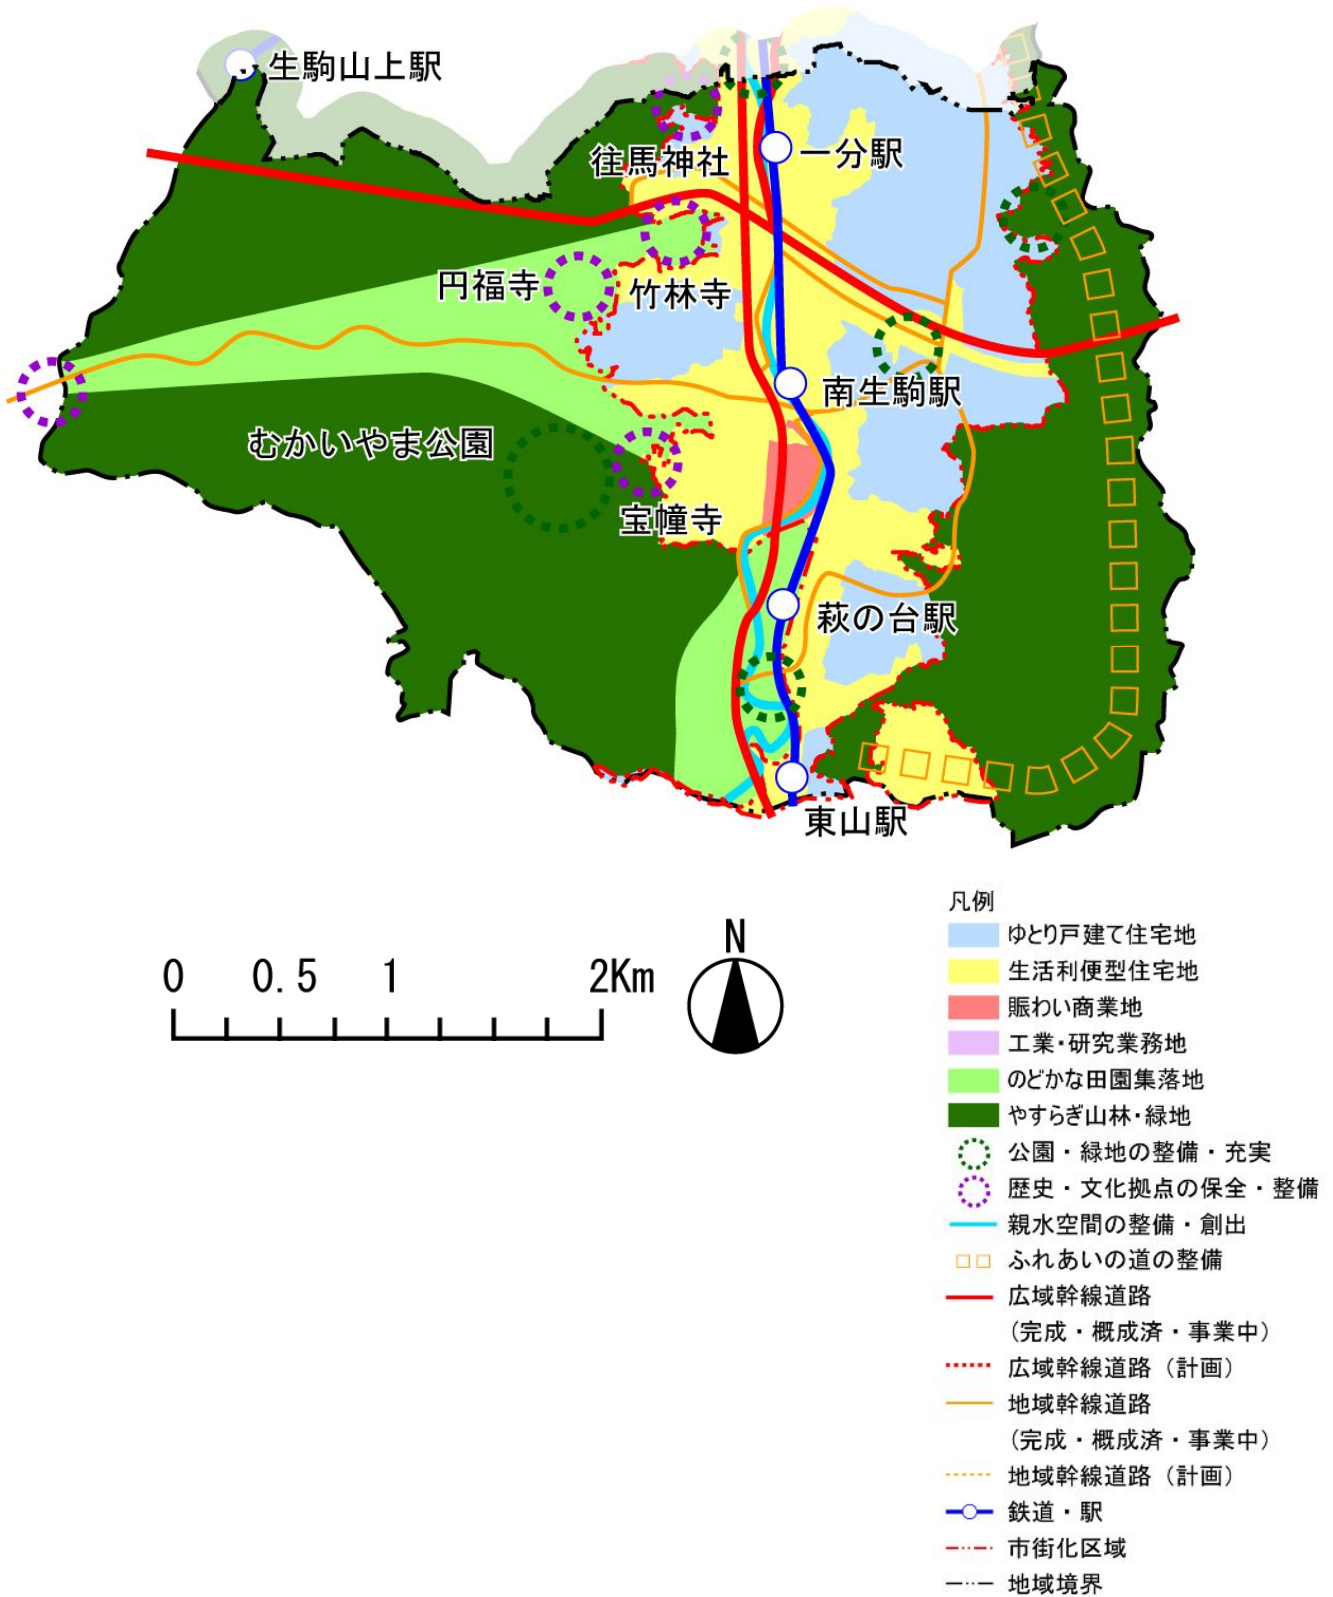 生駒山上駅
往馬神社
一分駅
円福寺
竹林寺
南生駒駅
むかいやま公園
宝幢寺
萩の台駅
東山駅
0 0.5 1 2Km
N
凡例
ゆとり戸建て住宅地
生活利便型住宅地
賑わい商業地
工業・研究業務地
のどかな田園集落地
やすらぎ山林・緑地
公園・緑地の整備・充実
歴史・文化拠点の保全・整備
親水空間の整備・創出
ふれあいの道の整備
広域幹線道路
(完成・概成済・事業中)
広域幹線道路(計画)
地域幹線道路
(完成・概成済・事業中)
地域幹線道路(計画)
鉄道・駅
市街化区域
地域境界